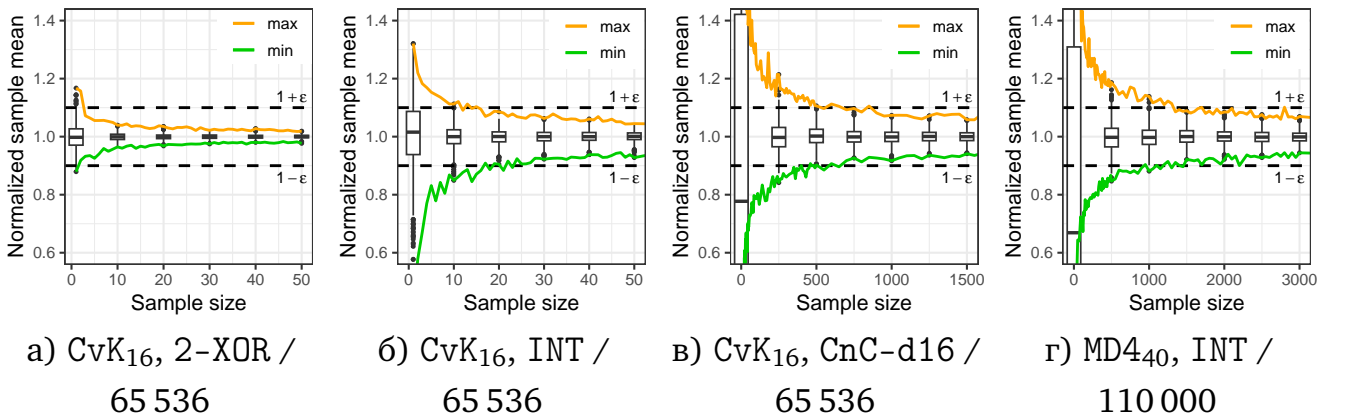 Normalized sample mean
1.4
1.2
1.0
0.8
0.6
max
min
1+ε
1−ε
0 10 20 30 40 50
Sample size
Normalized sample mean
1.4
1.2
1.0
0.8
0.6
max
min
1+ε
1−ε
0 10 20 30 40 50
Sample size
Normalized sample mean
1.4
1.2
1.0
0.8
0.6
max
min
1+ε
1−ε
0 500 1000 1500
Sample size
Normalized sample mean
1.4
1.2
1.0
0.8
0.6
max
min
1+ε
1−ε
0 1000 2000 3000
Sample size
а) CvK₁₆, 2-XOR /
65 536
б) CvK₁₆, INT /
65 536
в) CvK₁₆, CnC-d16 /
65 536
г) MD4₄₀, INT /
110 000